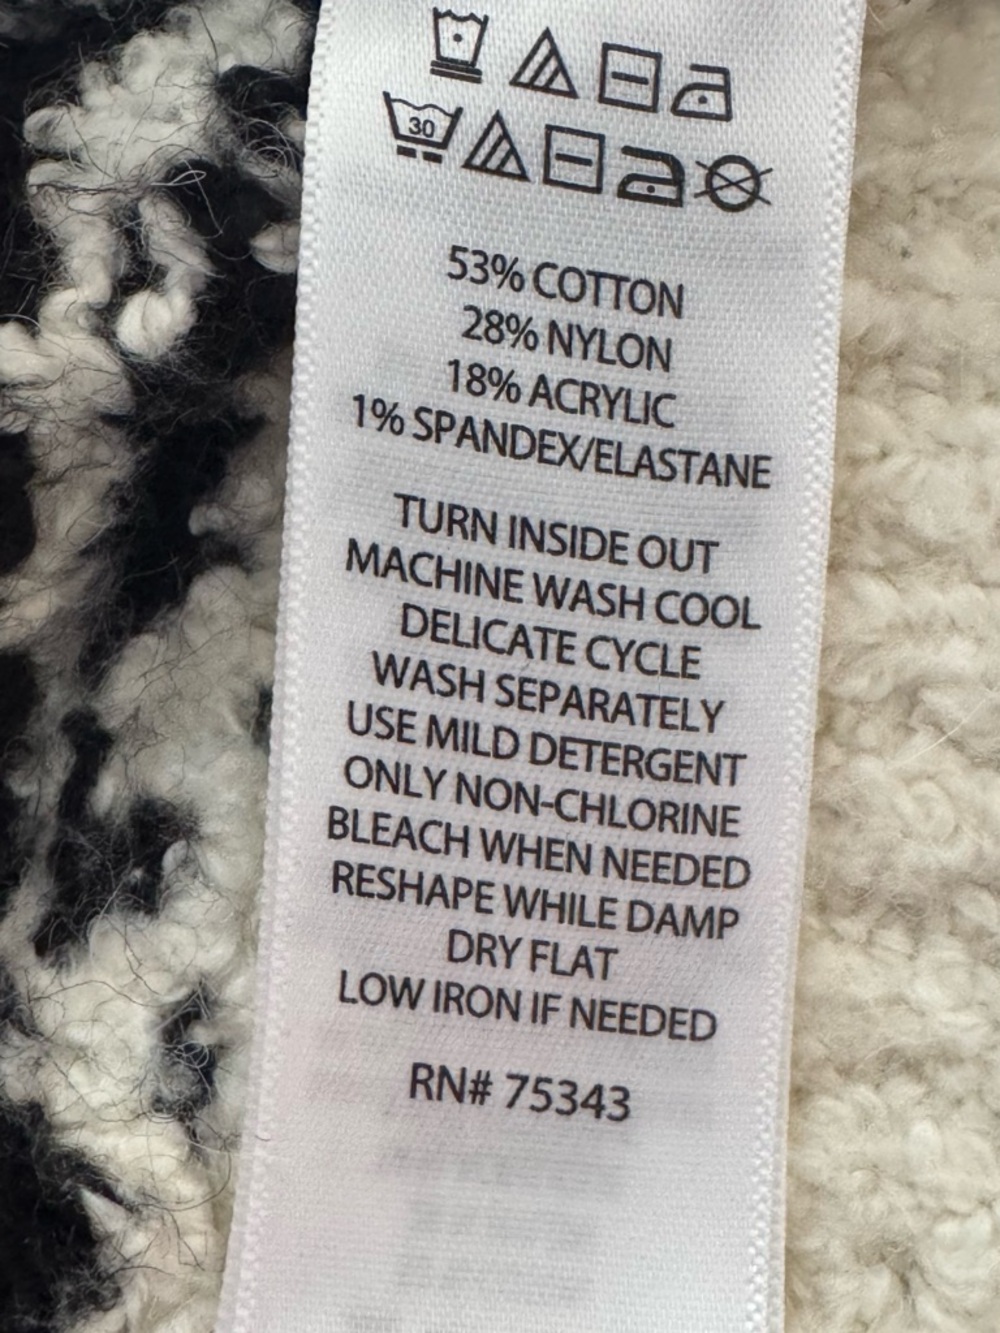 30
53% COTTON
28% NYLON
18% ACRYLIC
1% SPANDEX/ELASTANE
TURN INSIDE OUT
MACHINE WASH COOL
DELICATE CYCLE
WASH SEPARATELY
USE MILD DETERGENT
ONLY NON-CHLORINE
BLEACH WHEN NEEDED
RESHAPE WHILE DAMP
DRY FLAT
LOW IRON IF NEEDED
RN# 75343